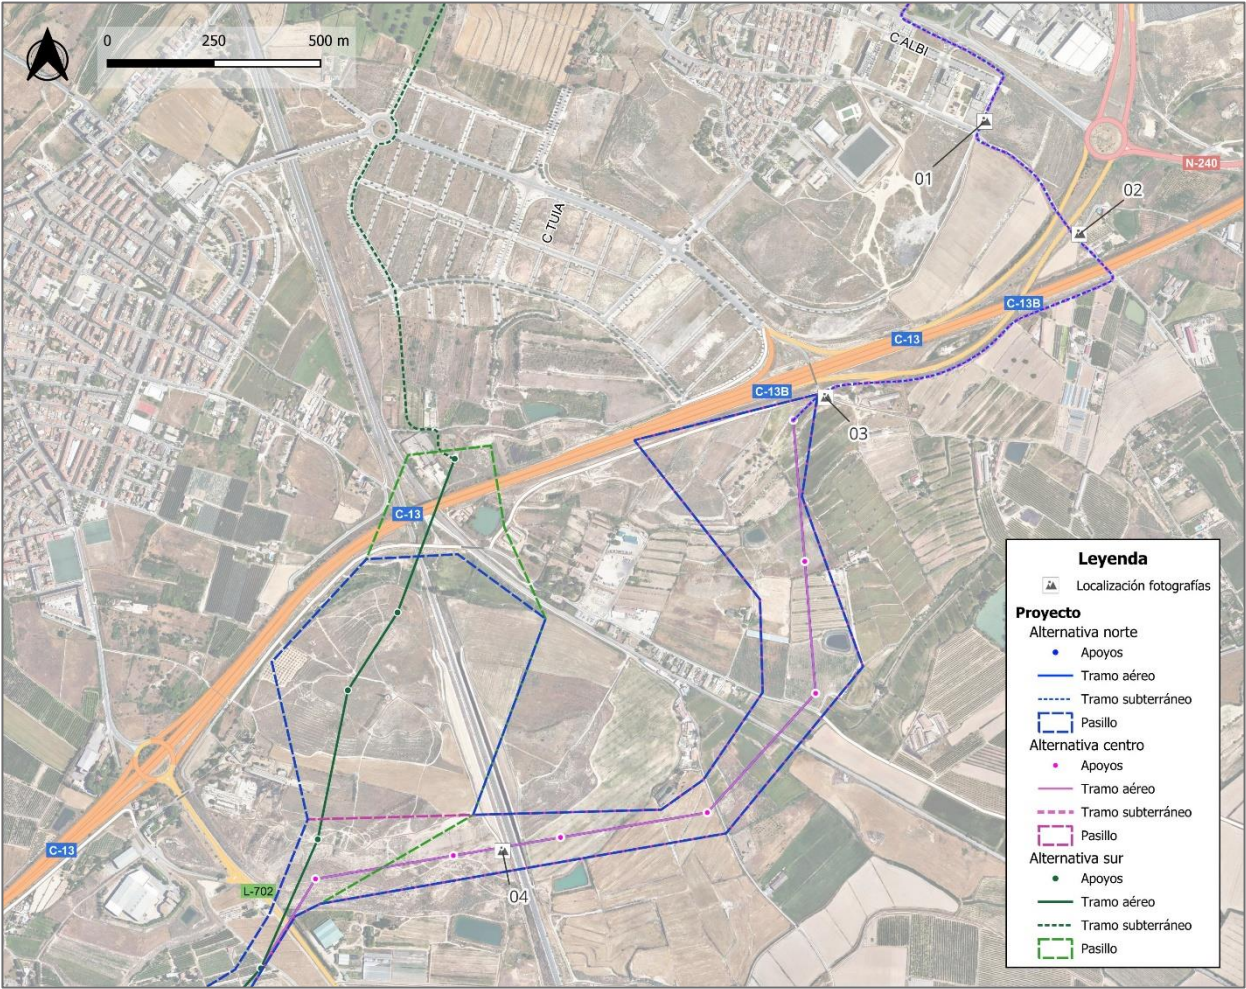 0 250 500 m
C ALBI
01
N-240
02
C TUIA
C-13B
C-13
C-13B
03
C-13
C-13
L-702
04
Leyenda
Localización fotografías
Proyecto
Alternativa norte
Apoyos
Tramo aéreo
Tramo subterráneo
Pasillo
Alternativa centro
Apoyos
Tramo aéreo
Tramo subterráneo
Pasillo
Alternativa sur
Apoyos
Tramo aéreo
Tramo subterráneo
Pasillo